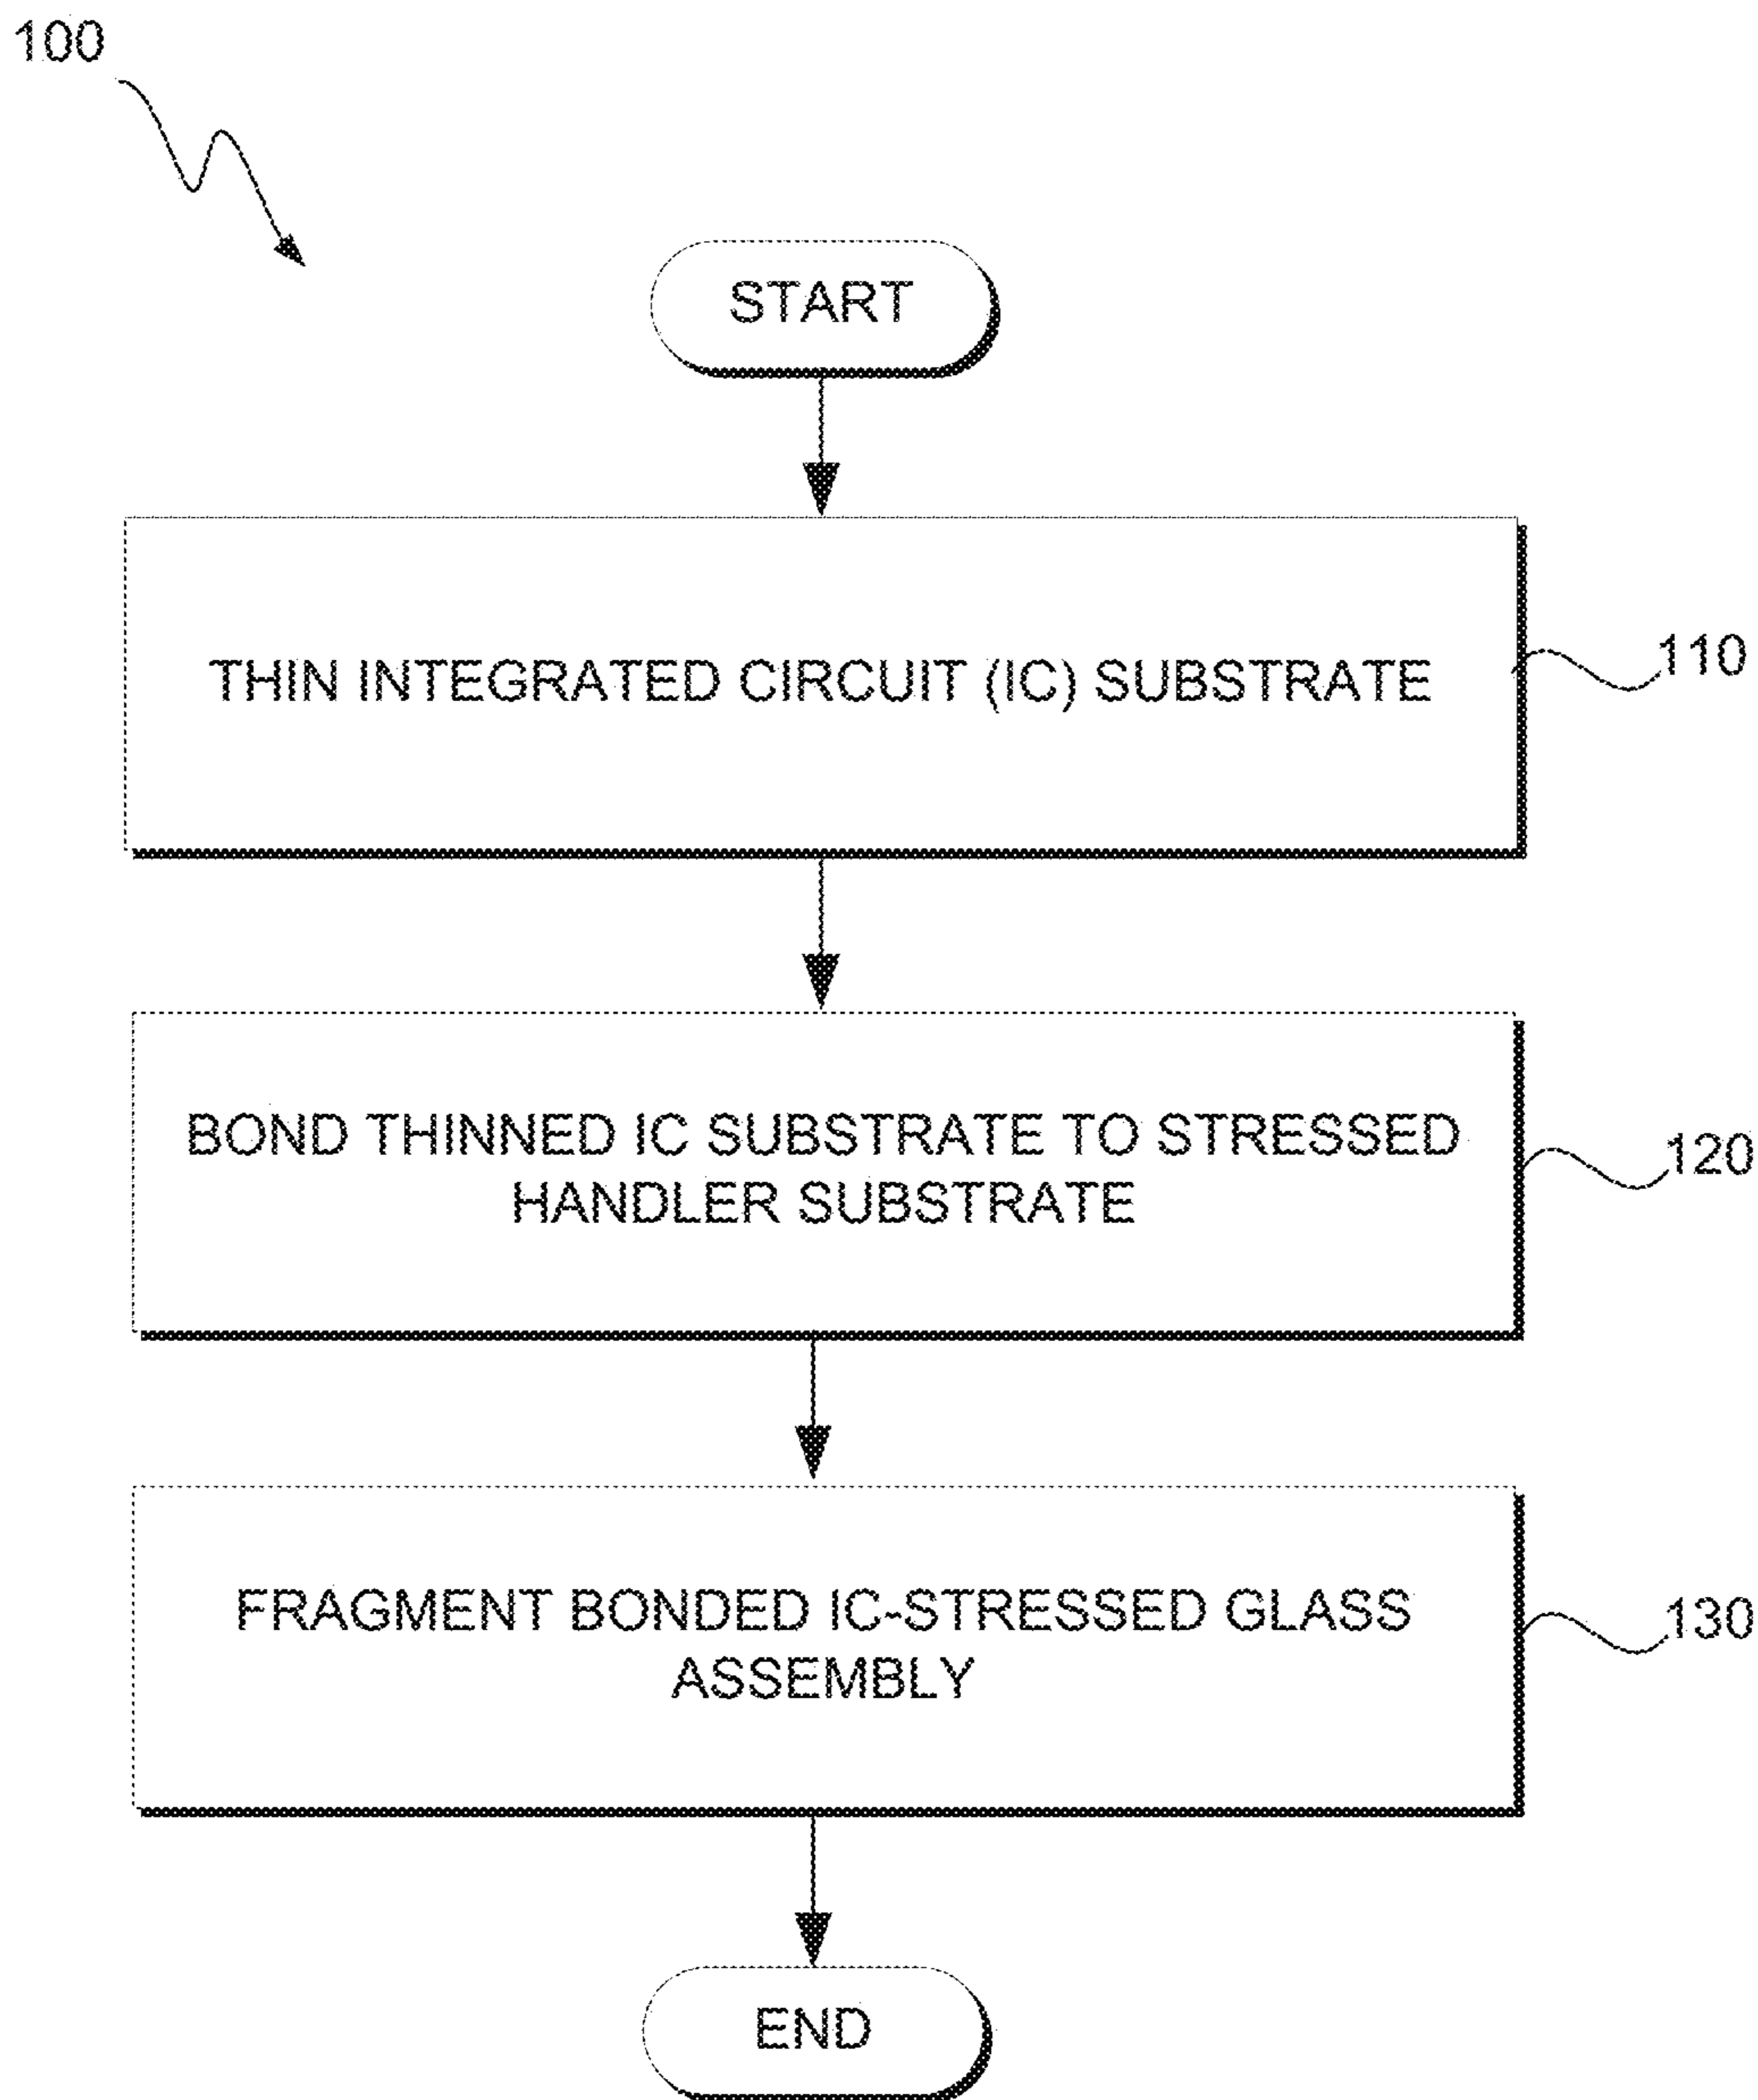 100
START
THIN INTEGRATED CIRCUIT (IC) SUBSTRATE
110
BOND THINNED IC SUBSTRATE TO STRESSED
HANDLER SUBSTRATE
120
FRAGMENT BONDED IC-STRESSED GLASS
ASSEMBLY
130
END